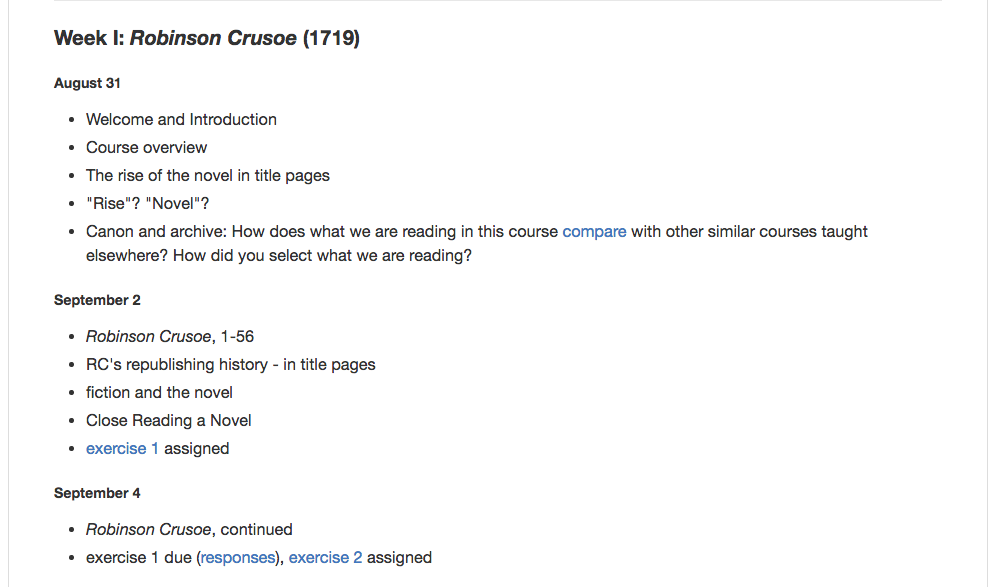 Week I: Robinson Crusoe (1719)
August 31
• Welcome and Introduction
• Course overview
• The rise of the novel in title pages
• "Rise"? "Novel"?
• Canon and archive: How does what we are reading in this course compare with other similar courses taught
elsewhere? How did you select what we are reading?
September 2
• Robinson Crusoe, 1-56
• RC's republishing history - in title pages
• fiction and the novel
• Close Reading a Novel
• exercise 1 assigned
September 4
• Robinson Crusoe, continued
• exercise 1 due (responses), exercise 2 assigned